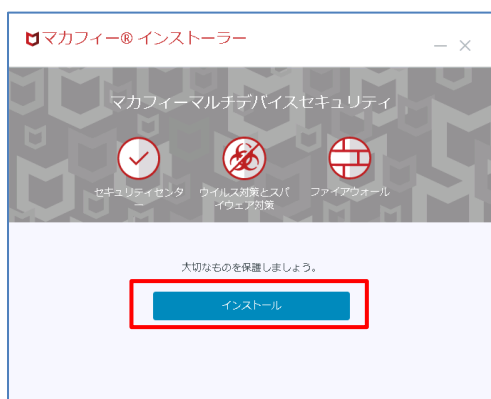 マカフィー® インストーラー
マカフィーマルチデバイスセキュリティ
セキュリティセンタ
ー
ウイルス対策とスパ
イウェア対策
ファイアウォール
大切なものを保護しましょう。
インストール